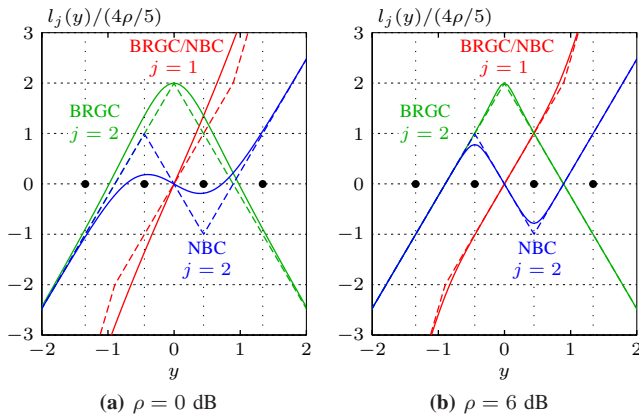 l_j(y)/(4ρ/5)
3
2
1
0
−1
−2
−3
−2
−1
0
1
2
y
BRGC/NBC
j = 1
BRGC
j = 2
NBC
j = 2
(a) ρ = 0 dB
l_j(y)/(4ρ/5)
3
2
1
0
−1
−2
−3
−2
−1
0
1
2
y
BRGC/NBC
j = 1
BRGC
j = 2
NBC
j = 2
(b) ρ = 6 dB